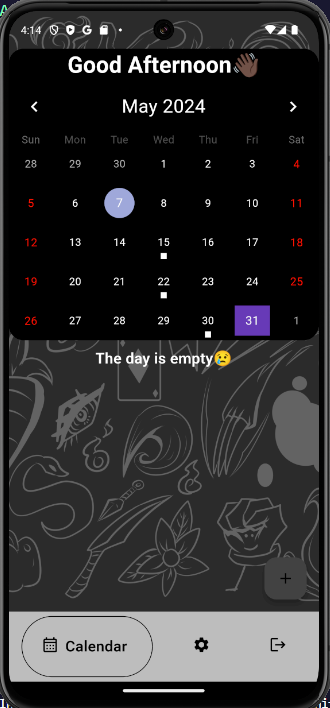 4:14
Good Afternoon👋🏾
May 2024
Sun Mon Tue Wed Thu Fri Sat
28 29 30 1 2 3 4
5 6 7 8 9 10 11
12 13 14 15 16 17 18
19 20 21 22 23 24 25
26 27 28 29 30 31 1
The day is empty😢
+
Calendar